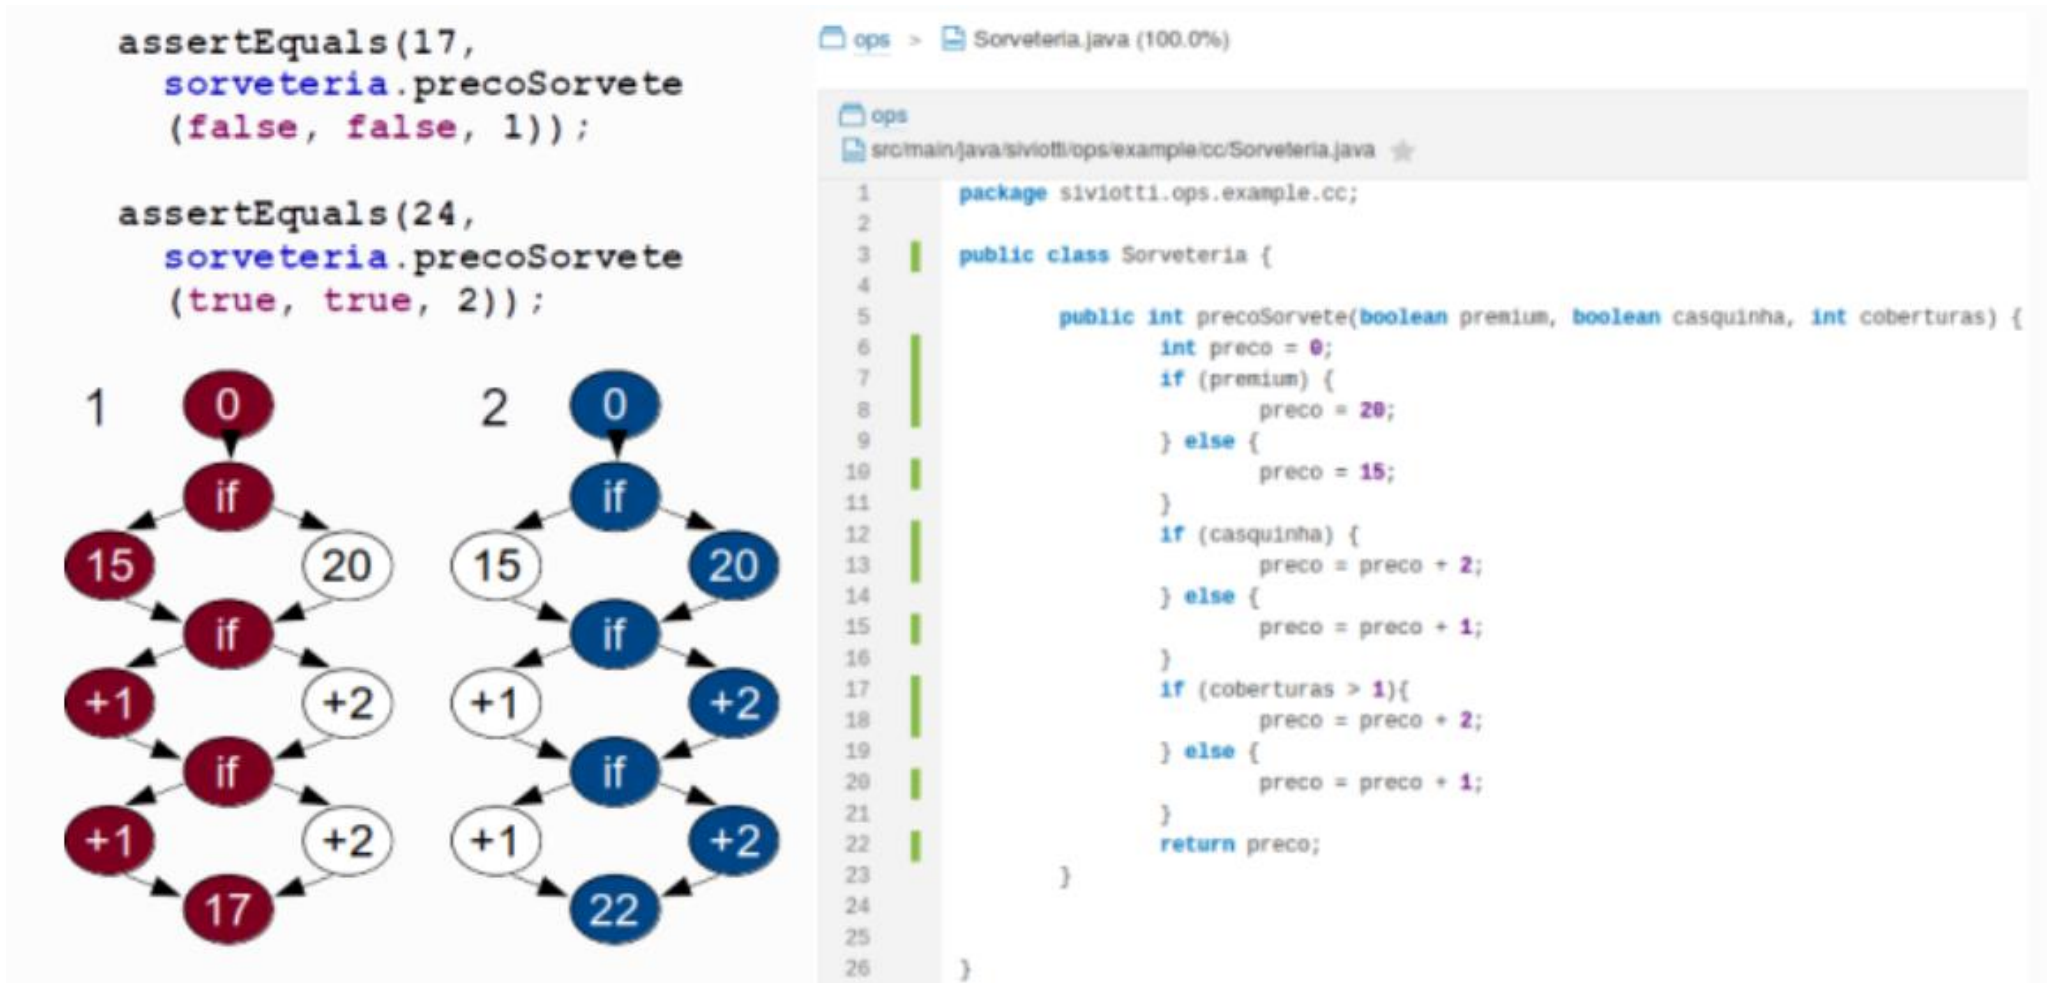 assertEquals(17,
sorveteria.precoSorvete
(false, false, 1));
assertEquals(24,
sorveteria.precoSorvete
(true, true, 2));
1
0
if
15 20
if
+1 +2
if
+1 +2
17
2
0
if
15 20
if
+1 +2
if
+1 +2
22
ops > Sorveteria.java (100.0%)
ops
src/main/java/siviotti/ops/example/cc/Sorveteria.java
1 package siviotti.ops.example.cc;
2
3 public class Sorveteria {
4
5 public int precoSorvete(boolean premium, boolean casquinha, int coberturas) {
6 int preco = 0;
7 if (premium) {
8 preco = 20;
9 } else {
10 preco = 15;
11 }
12 if (casquinha) {
13 preco = preco + 2;
14 } else {
15 preco = preco + 1;
16 }
17 if (coberturas > 1){
18 preco = preco + 2;
19 } else {
20 preco = preco + 1;
21 }
22 return preco;
23 }
24
25
26 }